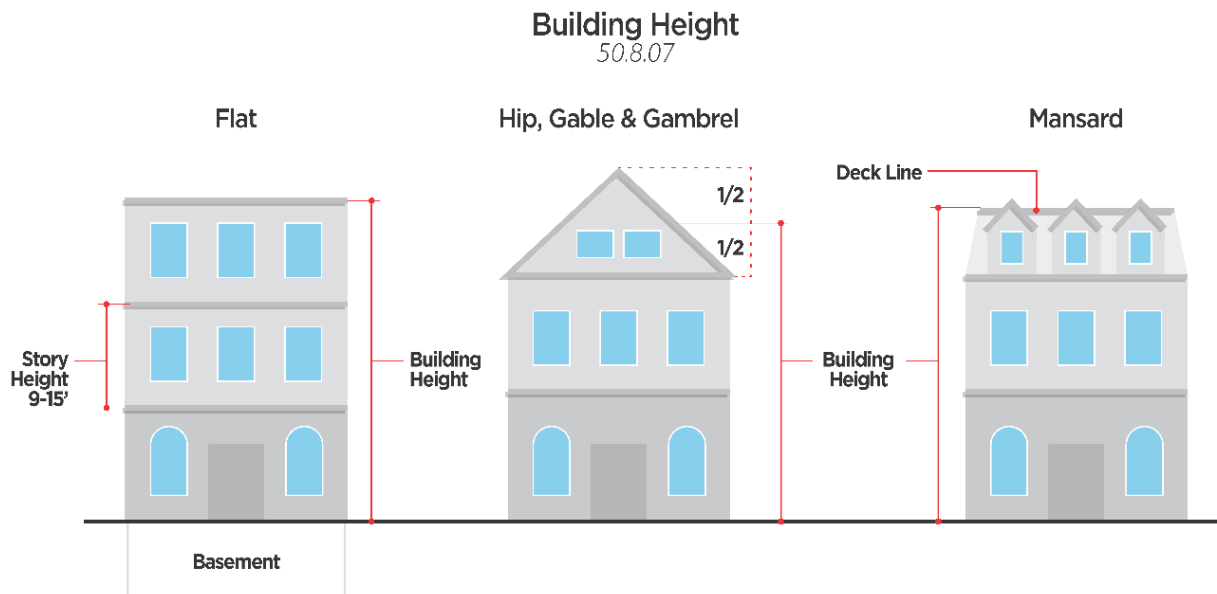 Building Height
50.8.07
Flat
Hip, Gable & Gambrel
Mansard
Deck Line
1/2
1/2
Story
Height
9-15’
Building
Height
Building
Height
Basement